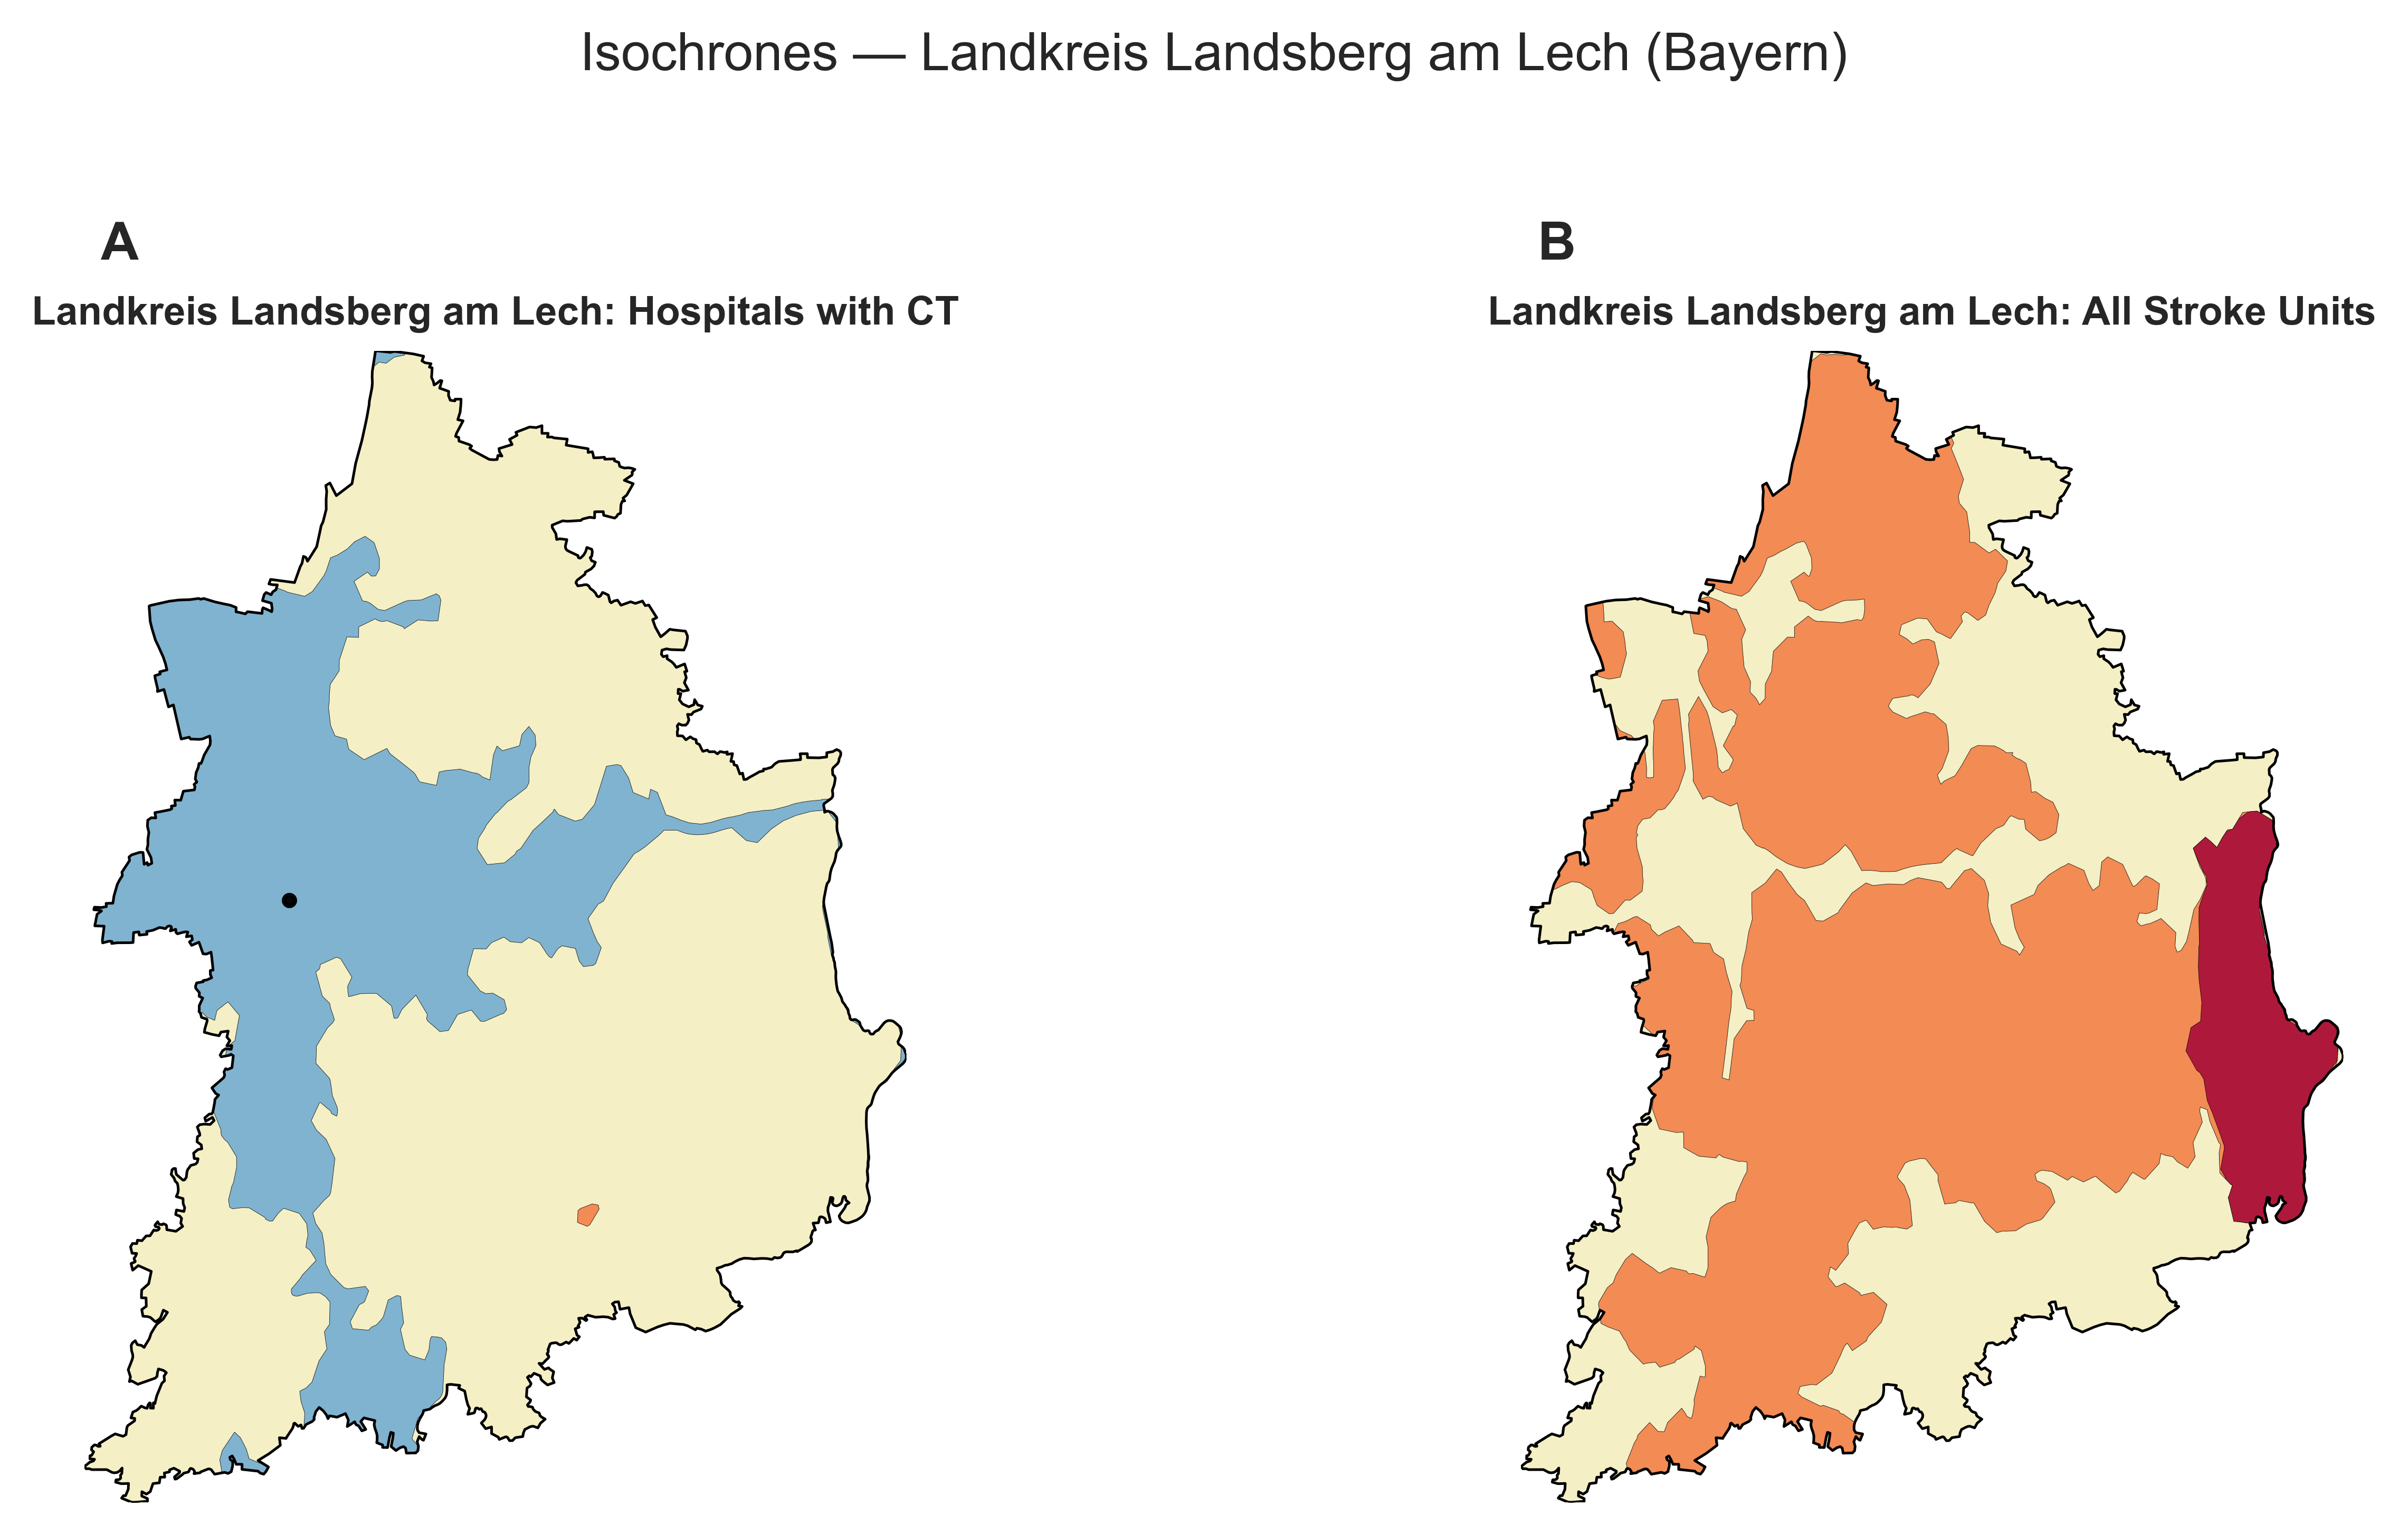 Isochrones — Landkreis Landsberg am Lech (Bayern)
A
Landkreis Landsberg am Lech: Hospitals with CT
B
Landkreis Landsberg am Lech: All Stroke Units